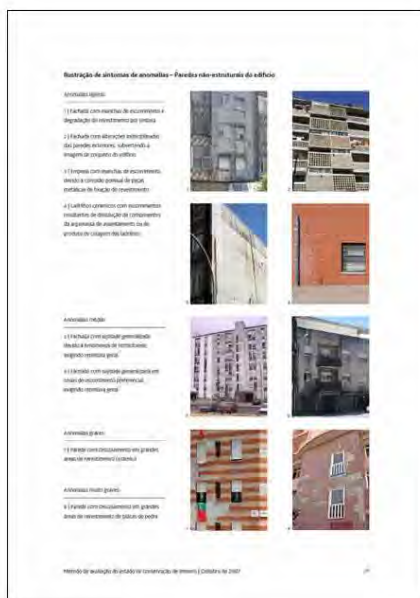 Ilustração de sintomas de anomalias – Paredes não-estruturais do edifício
Anomalias ligeiras
1 | Fachada com manchas de escorrimento e
degradação do revestimento por pintura
2 | Fachada com alterações indisciplinadas
das paredes exteriores, subvertendo a
imagem de conjunto do edifício
3 | Empena com manchas de escorrimento,
devido à corrosão pontual de peças
metálicas de fixação do revestimento
4 | Ladrilhos cerâmicos com escorrimentos
resultantes de dissolução de componentes
da argamassa de assentamento ou do
produto de colagem dos ladrilhos
Anomalias médias
5 | Fachada com sujidade generalizada
devido a fenómenos de
exigindo repintura geral
6 | Fachada com sujidade generalizada em
zonas de escorrimento preferencial,
exigindo repintura geral
Anomalias graves
7 | Parede com descolamento em grandes
áreas de revestimento cerâmico
Anomalias muito graves
8 | Parede com descolamento em grandes
áreas de revestimento de placas de pedra
Método de avaliação do estado de conservação de imóveis | Outubro de 2007